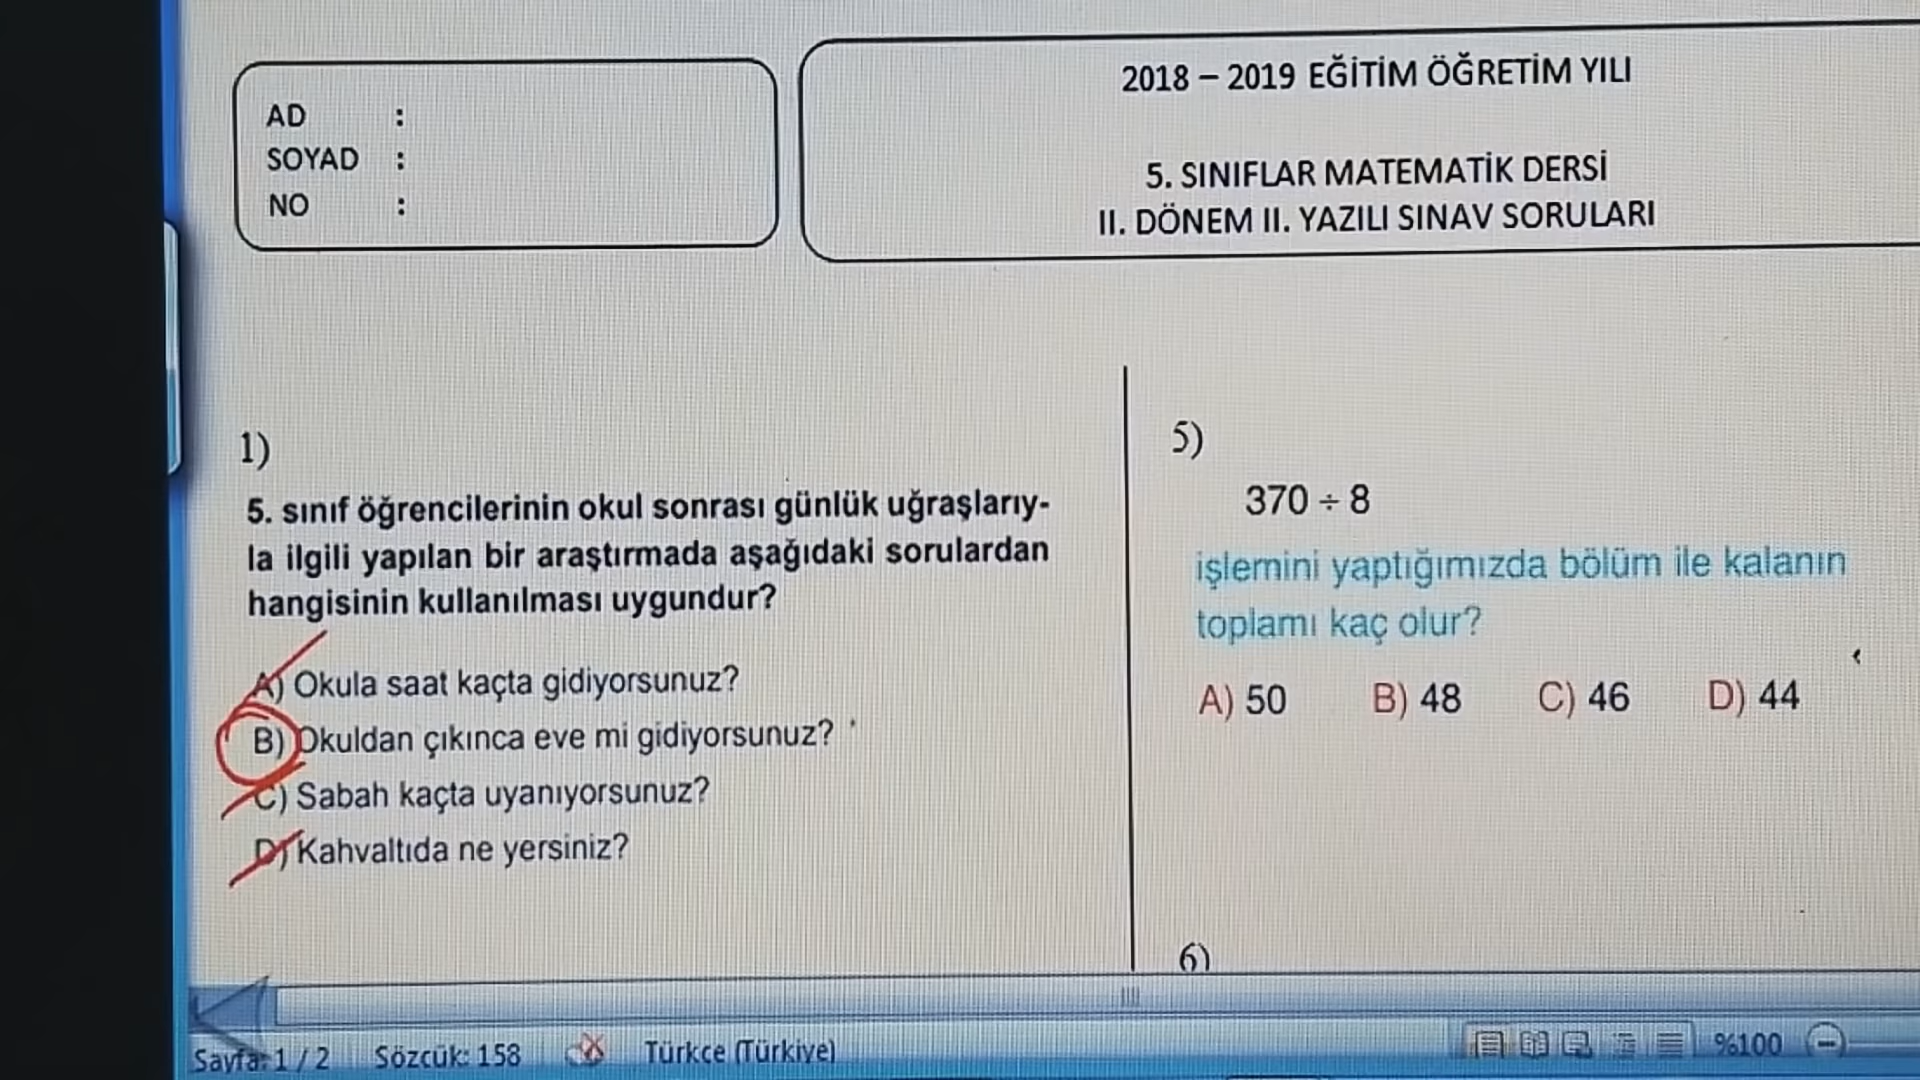 AD :
SOYAD :
NO :
2018 – 2019 EĞİTİM ÖĞRETİM YILI
5. SINIFLAR MATEMATİK DERSİ
II. DÖNEM II. YAZILI SINAV SORULARI
1)
5. sınıf öğrencilerinin okul sonrası günlük uğraşlarıy-
la ilgili yapılan bir araştırmada aşağıdaki sorulardan
hangisinin kullanılması uygundur?
A) Okula saat kaçta gidiyorsunuz?
B) Okuldan çıkınca eve mi gidiyorsunuz?
C) Sabah kaçta uyanıyorsunuz?
D) Kahvaltıda ne yersiniz?
5)
370 ÷ 8
işlemini yaptığımızda bölüm ile kalanın
toplamı kaç olur?
A) 50 B) 48 C) 46 D) 44
6)
Sayfa: 1 / 2 Sözcük: 158 Türkçe (Türkiye) %100